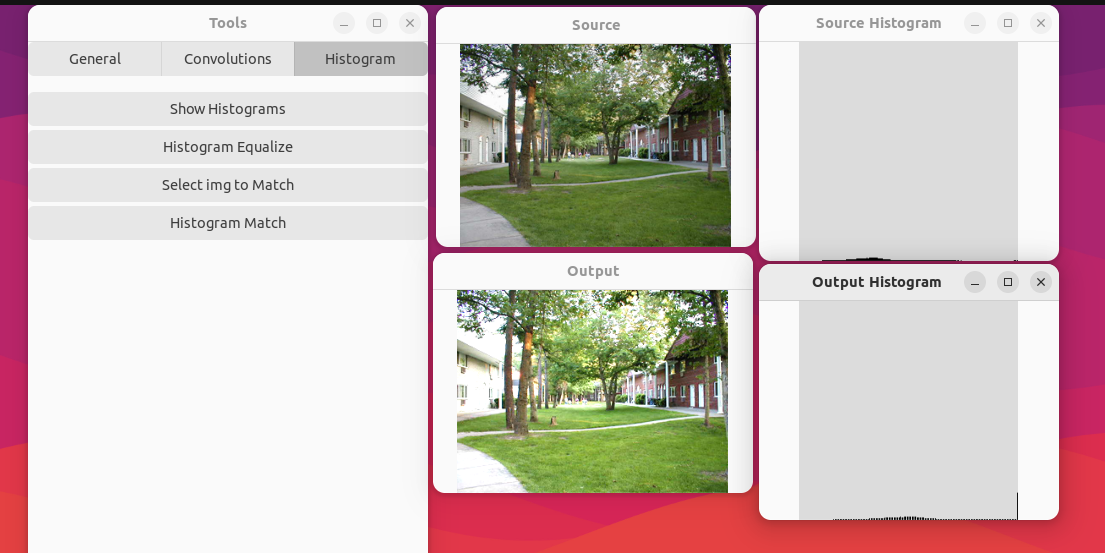 Tools
General
Convolutions
Histogram
Show Histograms
Histogram Equalize
Select img to Match
Histogram Match
Source
Output
Source Histogram
Output Histogram